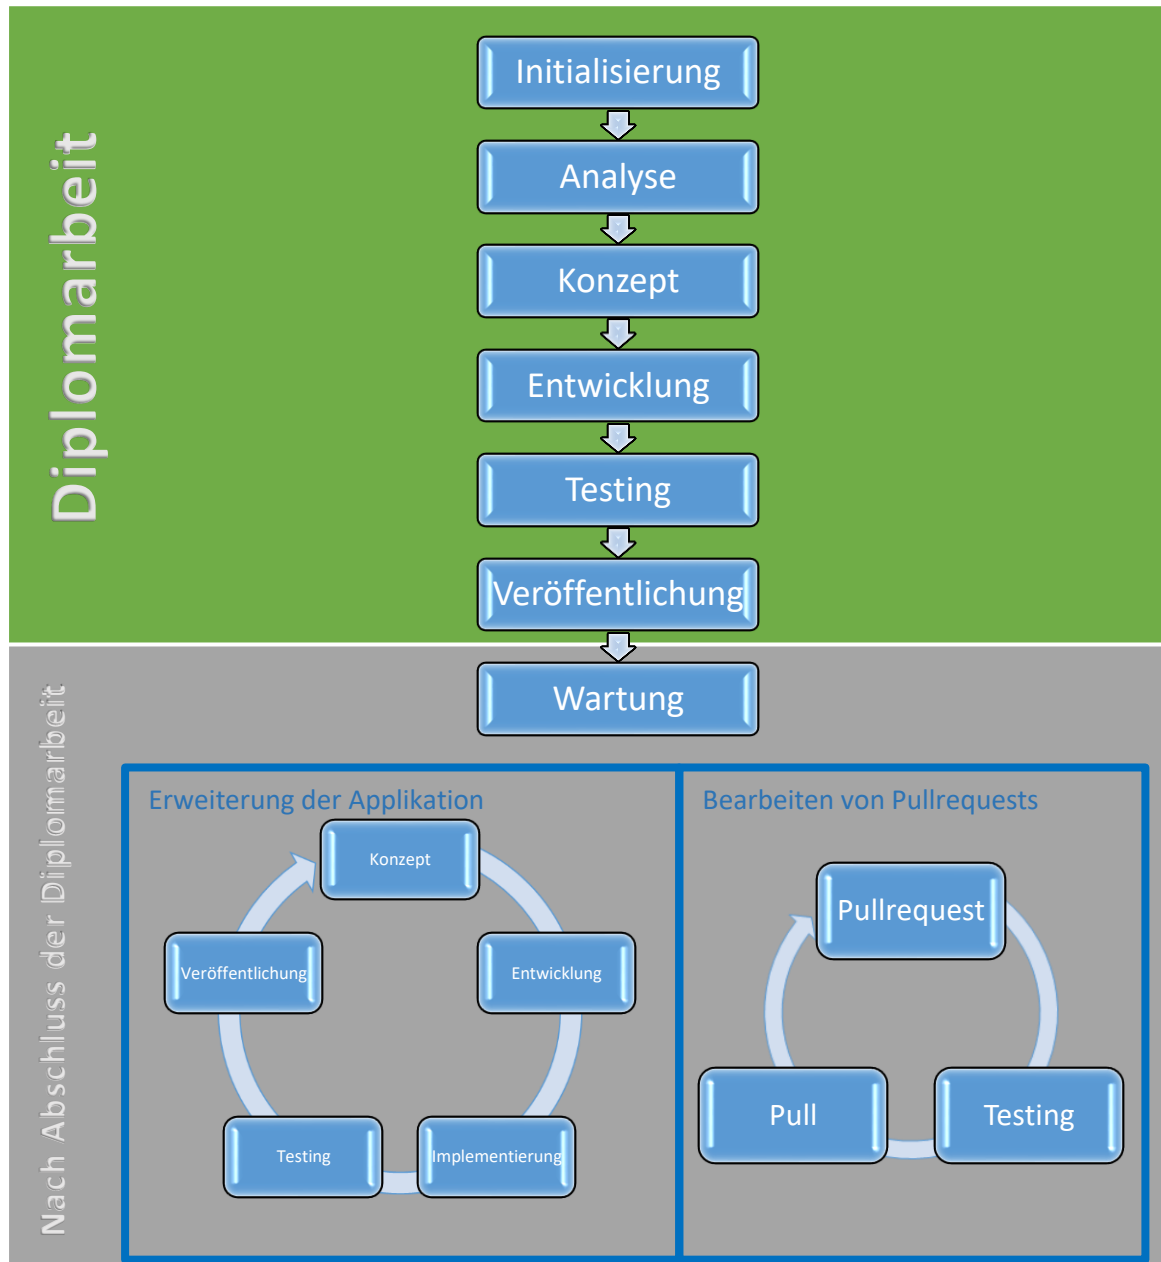 Diplomarbeit
Initialisierung
Analyse
Konzept
Entwicklung
Testing
Veröffentlichung
Nach Abschluss der Diplomarbeit
Wartung
Erweiterung der Applikation
Konzept
Entwicklung
Implementierung
Testing
Veröffentlichung
Bearbeiten von Pullrequests
Pullrequest
Testing
Pull